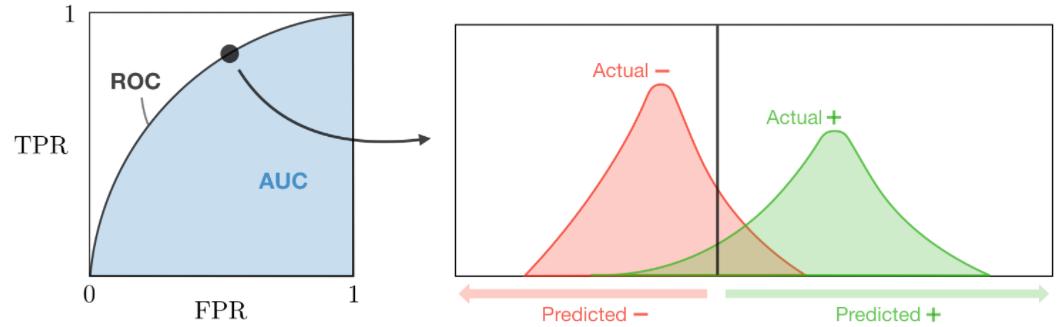 1
ROC
TPR
AUC
0
FPR
1
Actual −
Actual +
Predicted −
Predicted +